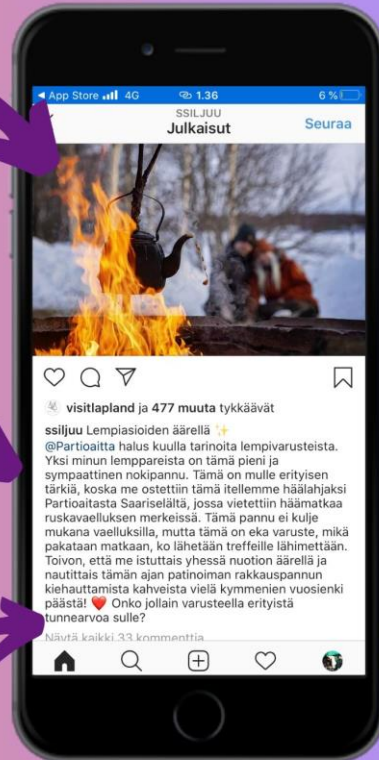 App Store 4G 1.36 6 %
SSILJUU
Julkaisut
Seuraa
visitlapland ja 477 muuta tykkäävät
ssiljuu Lempiasioiden äärellä ✨
@Partioaitta halus kuulla tarinoita lempivarusteista.
Yksi minun lemppareista on tämä pieni ja
sympaattinen nokipannu. Tämä on mulle erityisen
tärkiä, koska me ostettiin tämä itellemme häälahjaksi
Partioaitasta Saariselältä, jossa vietettiin häämatkaa
ruskavaelluksen merkeissä. Tämä pannu ei kulje
mukana vaelluksilla, mutta tämä on eka varuste, mikä
pakataan matkaan, ko lähetään treffeille lähimettään.
Toivon, että me istuttais yhessä nuotion äärellä ja
nautittais tämän ajan patinoiman rakkauspannun
kiehauttamista kahveista vielä kymmenien vuosienki
päästä! ❤️ Onko jollain varusteella erityistä
tunnearvoa sulle?
Näytä kaikki 33 kommenttia